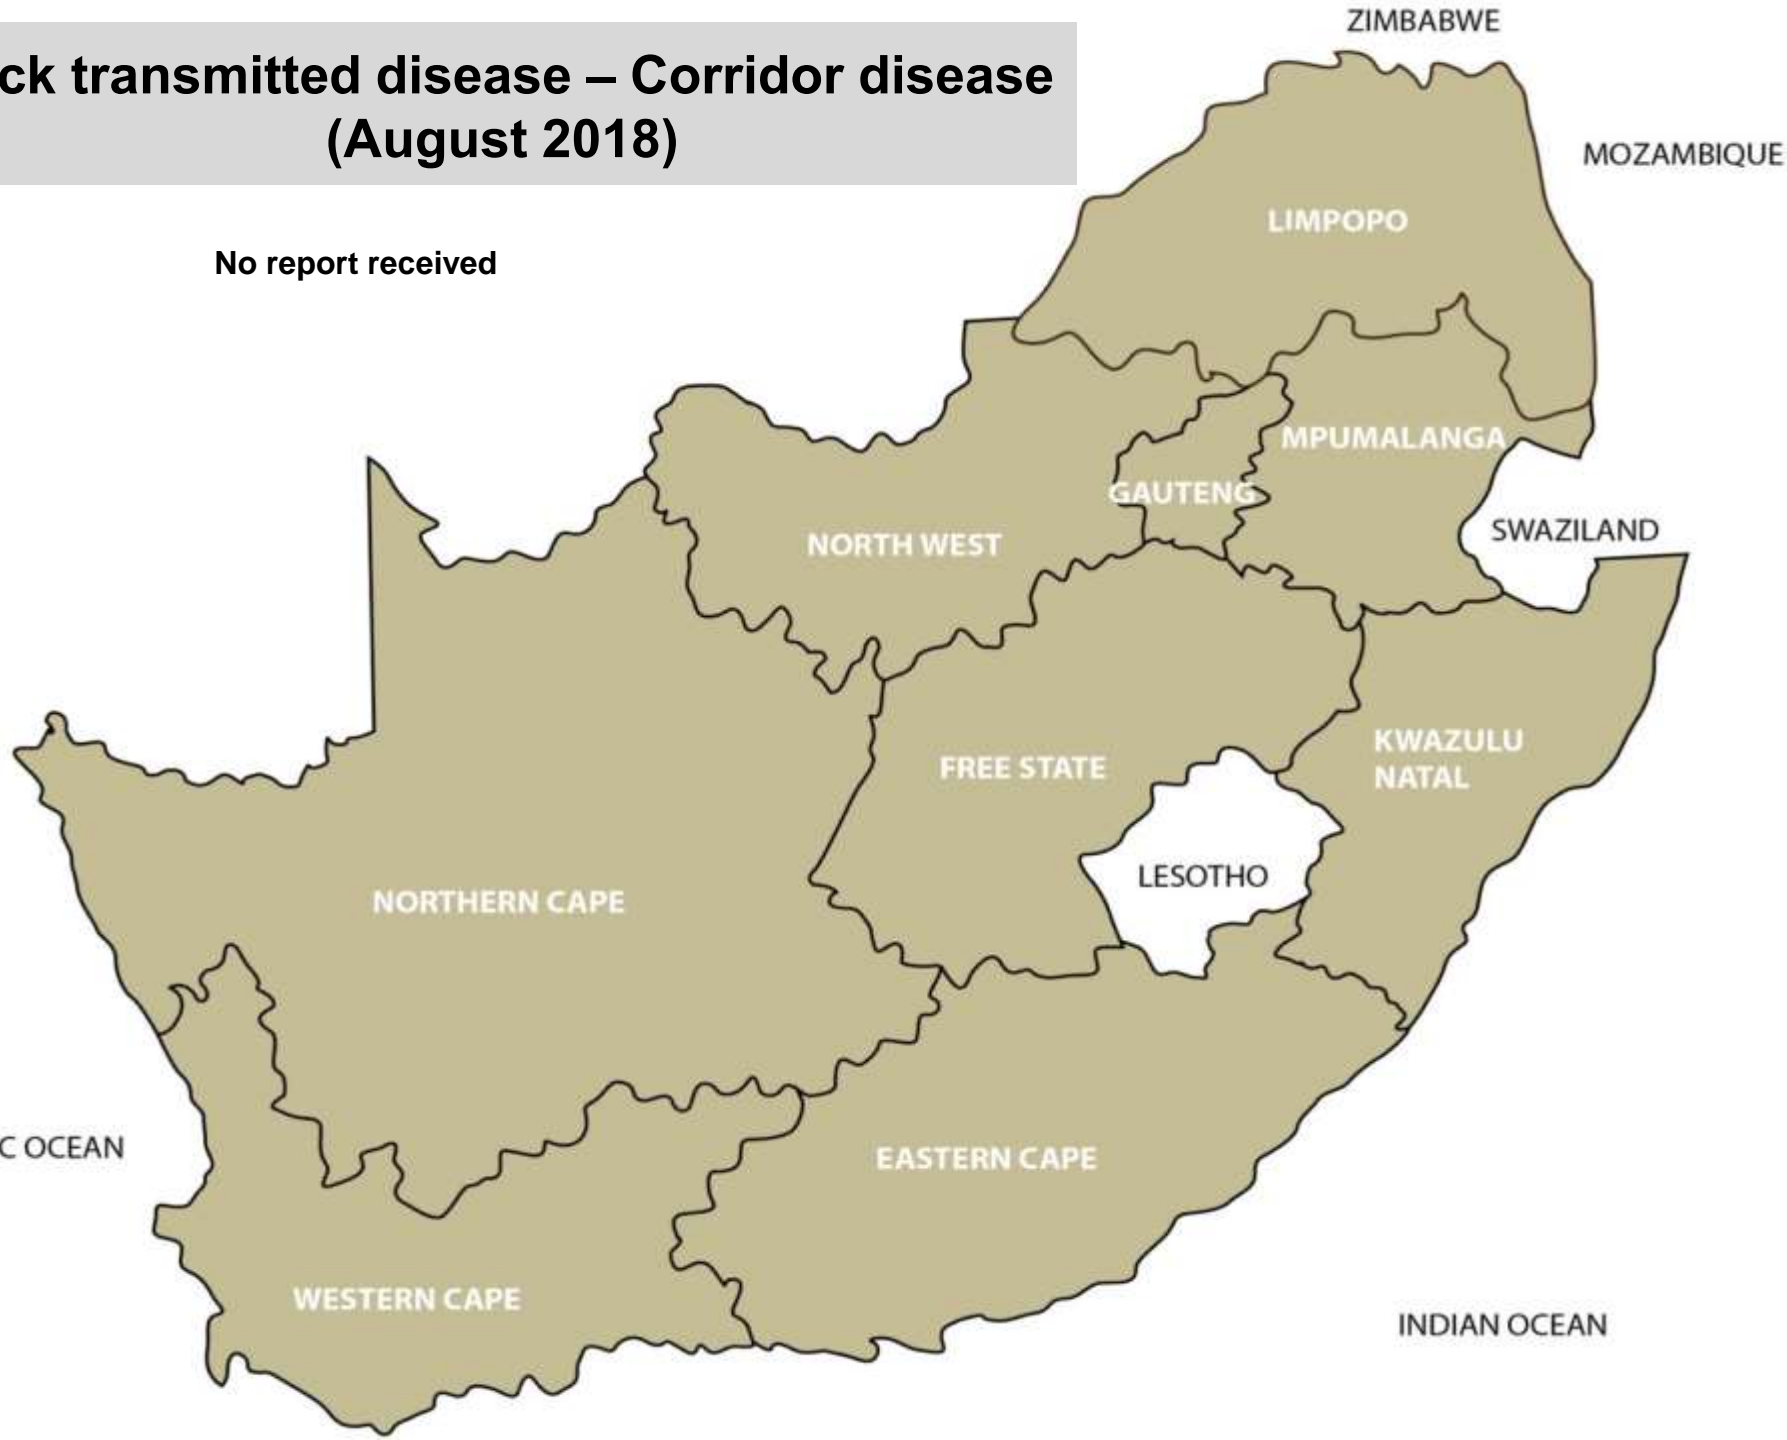 ck transmitted disease – Corridor disease
(August 2018)
No report received
ZIMBABWE
MOZAMBIQUE
LIMPOPO
MPUMALANGA
GAUTENG
NORTH WEST
SWAZILAND
KWAZULU
NATAL
FREE STATE
LESOTHO
NORTHERN CAPE
C OCEAN
EASTERN CAPE
WESTERN CAPE
INDIAN OCEAN